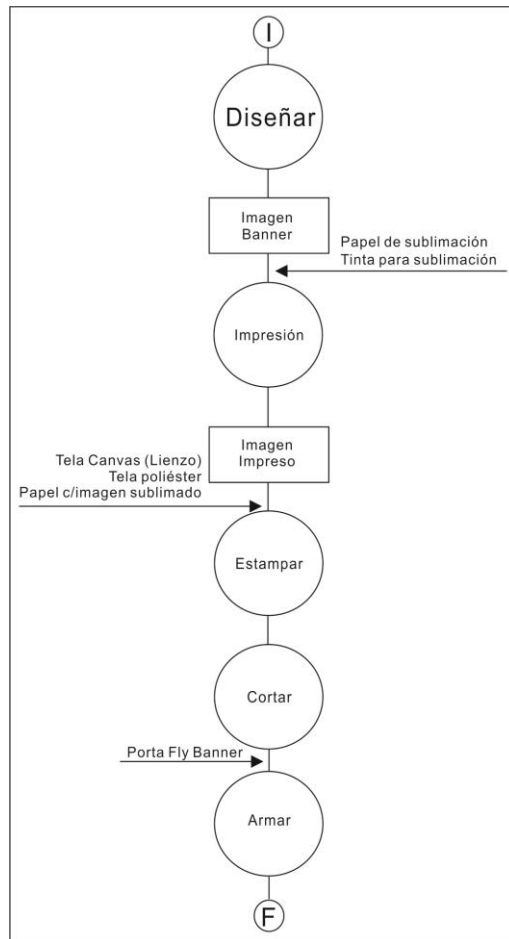 I
Diseñar
Imagen
Banner
Papel de sublimación
Tinta para sublimación
Impresión
Imagen
Impreso
Tela Canvas (Lienzo)
Tela poliéster
Papel c/imagen sublimado
Estampar
Cortar
Porta Fly Banner
Armar
F